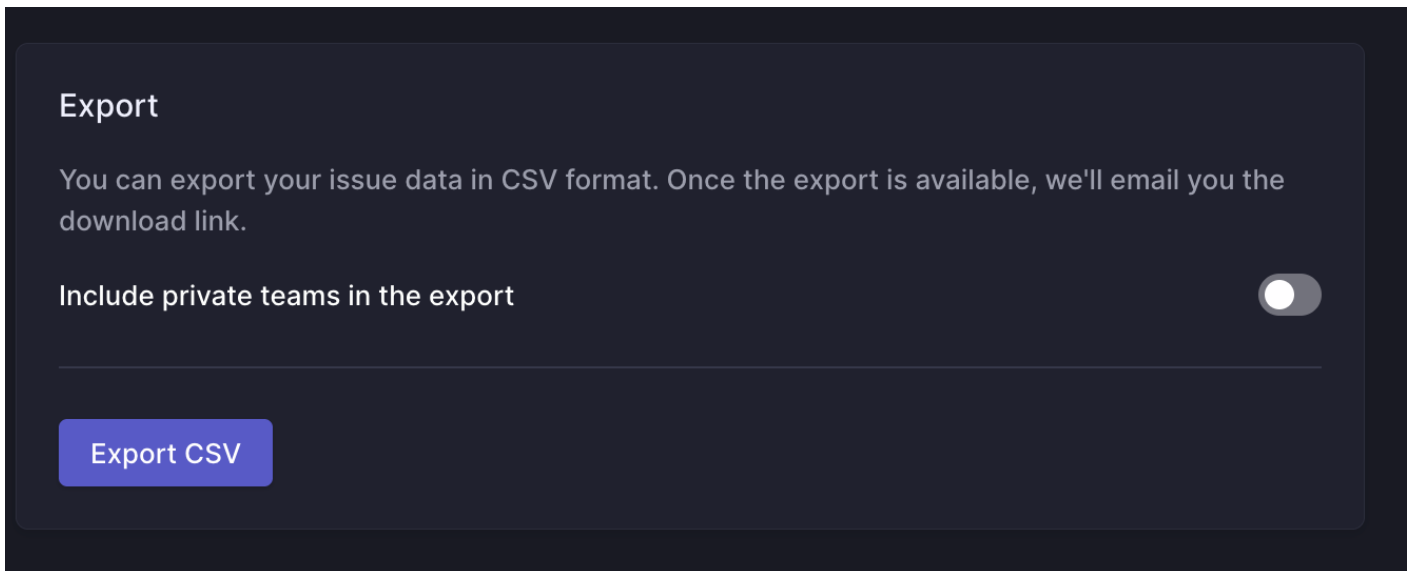 Export
You can export your issue data in CSV format. Once the export is available, we'll email you the
download link.
Include private teams in the export
Export CSV